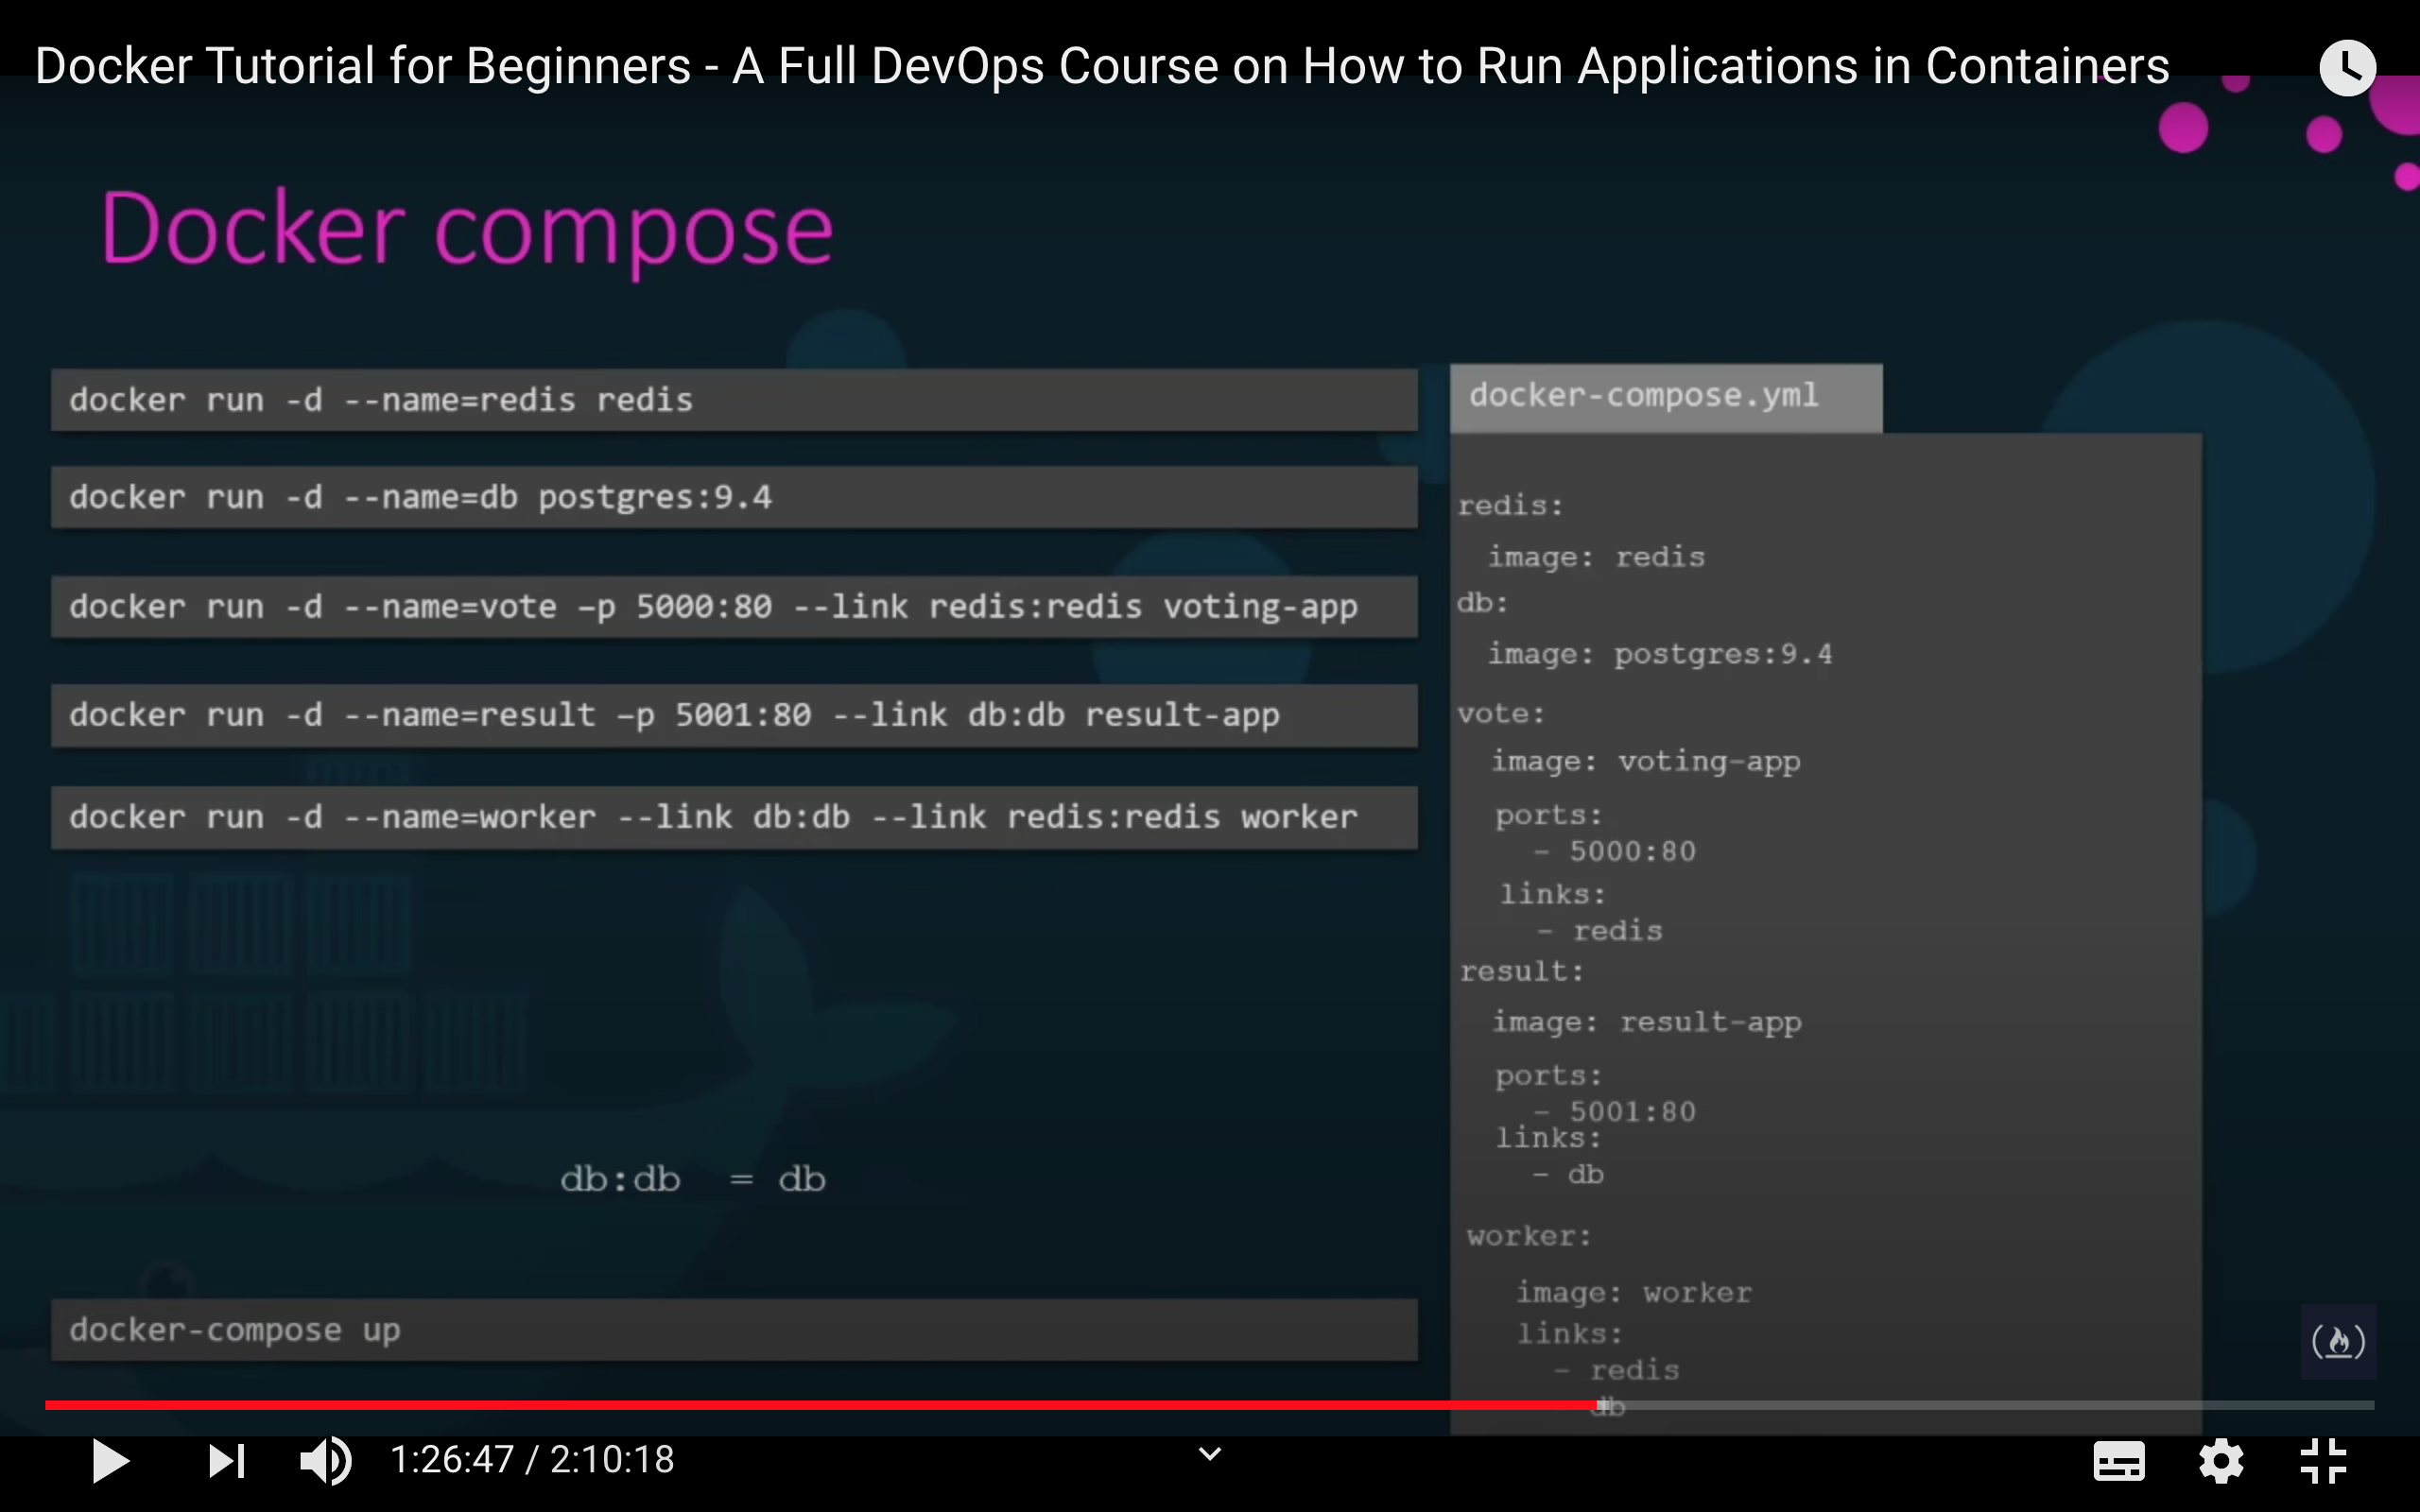 Docker Tutorial for Beginners - A Full DevOps Course on How to Run Applications in Containers
Docker compose
docker run -d --name=redis redis
docker run -d --name=db postgres:9.4
docker run -d --name=vote –p 5000:80 --link redis:redis voting-app
docker run -d --name=result –p 5001:80 --link db:db result-app
docker run -d --name=worker --link db:db --link redis:redis worker
db:db = db
docker-compose up
docker-compose.yml
redis:
image: redis
db:
image: postgres:9.4
vote:
image: voting-app
ports:
- 5000:80
links:
- redis
result:
image: result-app
ports:
- 5001:80
links:
- db
worker:
image: worker
links:
- redis
db
1:26:47 / 2:10:18